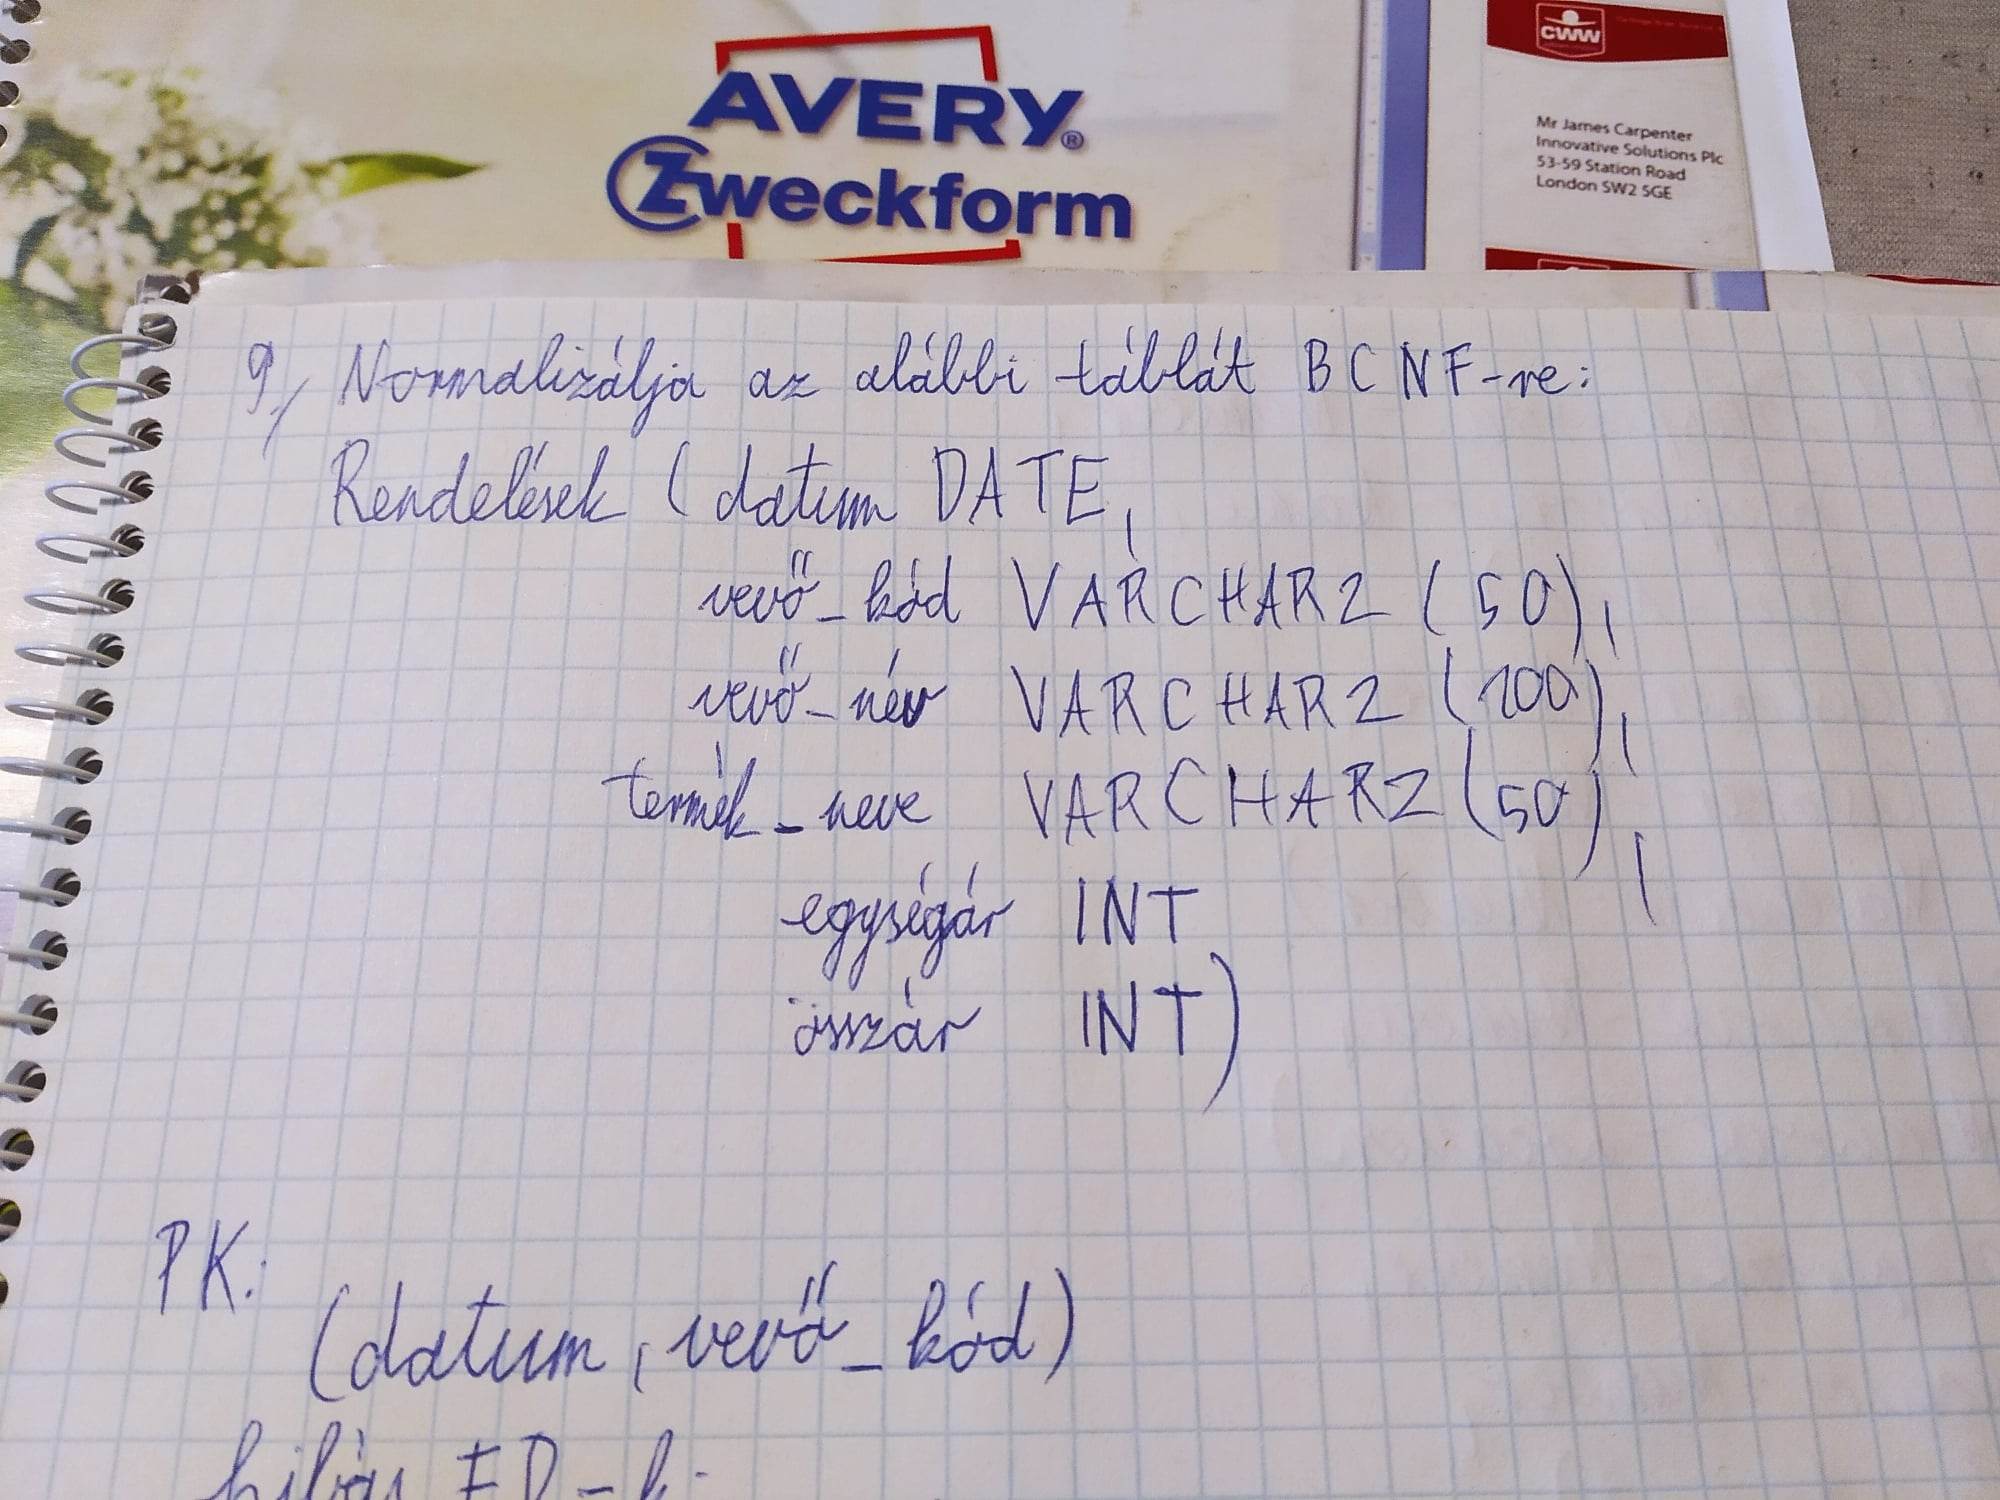 AVERY®
Zweckform
CWW
Mr James Carpenter
Innovative Solutions Plc
53-59 Station Road
London SW2 5GE
9, Normalizálja az alábbi táblát BCNF-re:
Rendelések (datum DATE,
vevő_kód VARCHAR2 (50),
vevő_név VARCHAR2 (200),
termék_neve VARCHAR2 (50),
egységár INT
összár INT)
PK:
(datum, vevő_kód)
FD-k: